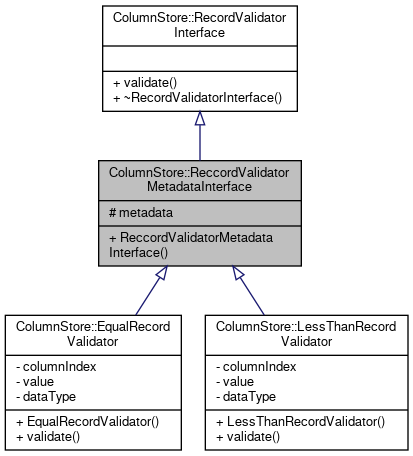 ColumnStore::RecordValidator
Interface
+ validate()
+ ~RecordValidatorInterface()
ColumnStore::ReccordValidator
MetadataInterface
# metadata
+ ReccordValidatorMetadata
Interface()
ColumnStore::EqualRecord
Validator
- columnIndex
- value
- dataType
+ EqualRecordValidator()
+ validate()
ColumnStore::LessThanRecord
Validator
- columnIndex
- value
- dataType
+ LessThanRecordValidator()
+ validate()